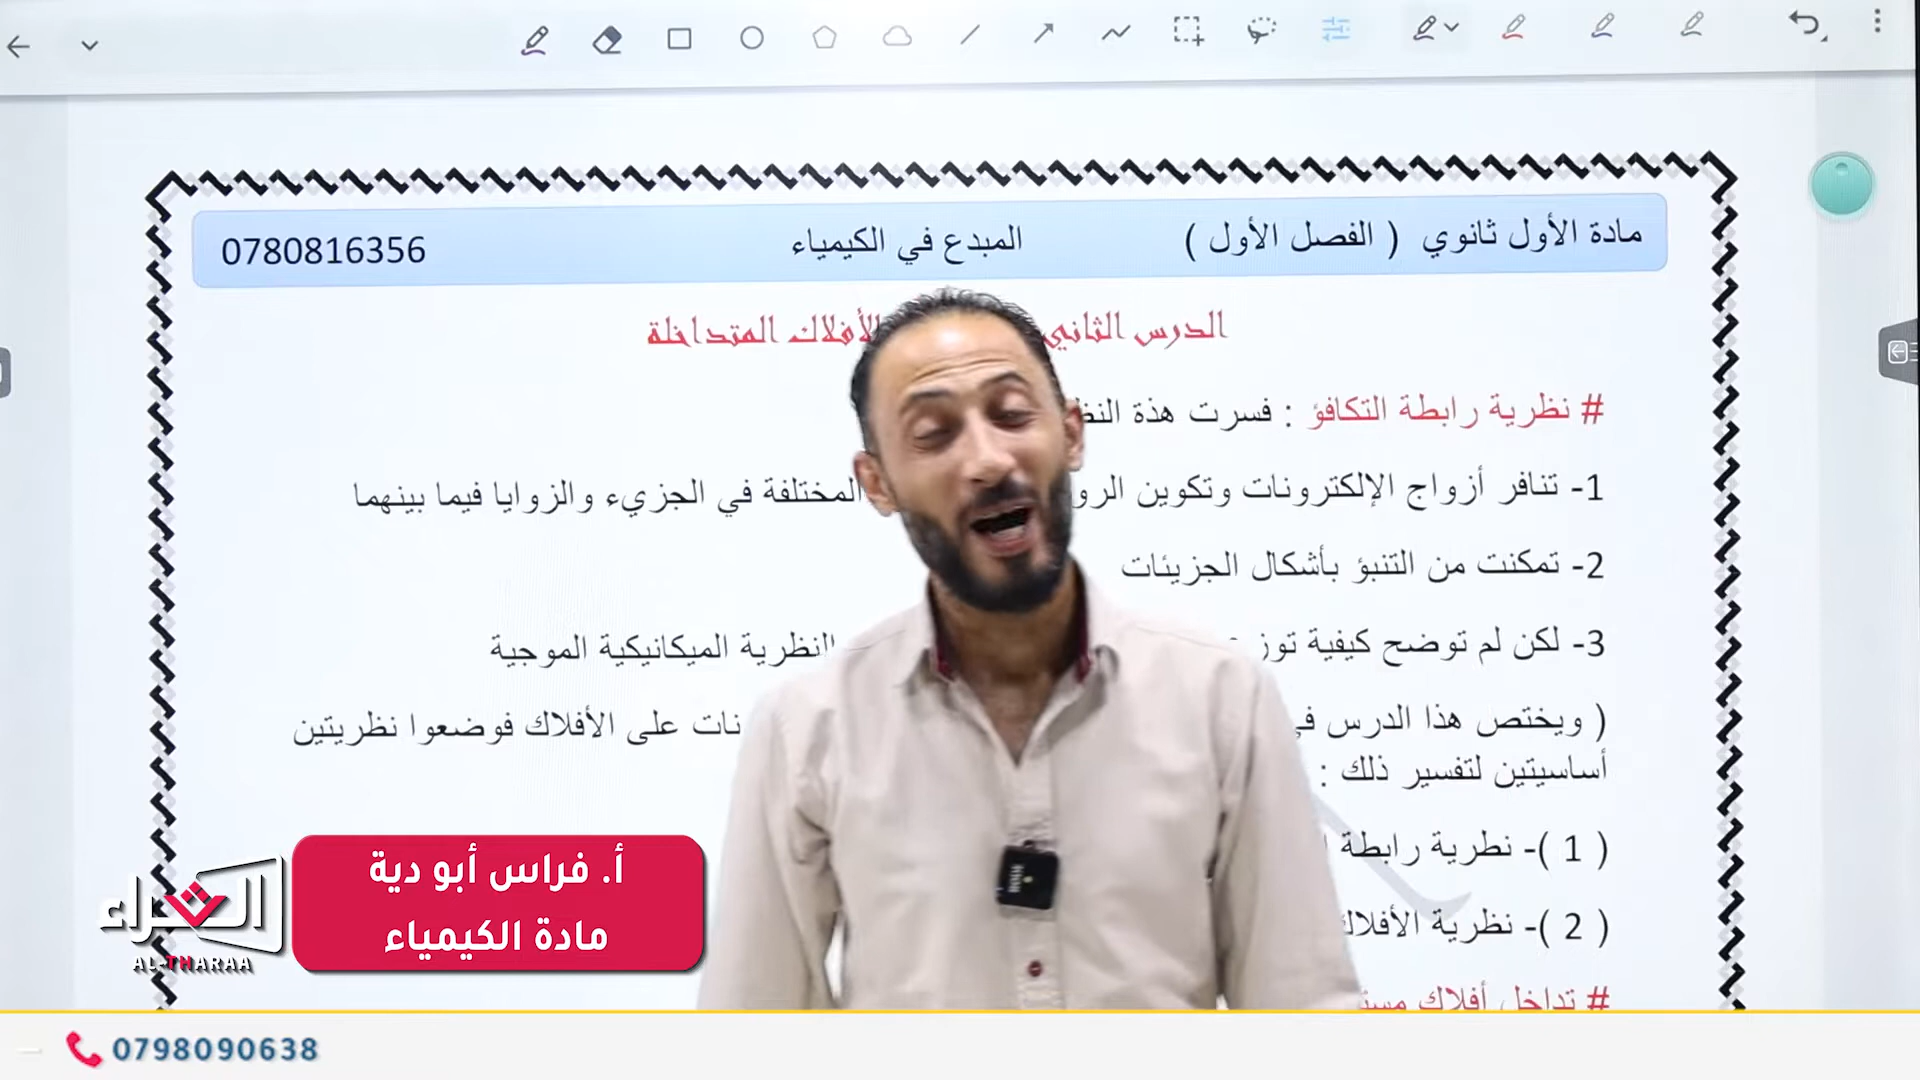 مادة الأول ثانوي ( الفصل الأول ) المبدع في الكيمياء 0780816356
الدرس الثاني الأفلاك المتداخلة
# نظرية رابطة التكافؤ : فسرت هذة
1- تنافر أزواج الإلكترونات وتكوين المختلفة في الجزيء والزوايا فيما بينهما
2- تمكنت من التنبؤ بأشكال الجزيئات
3- لكن لم توضح كيفية النظرية الميكانيكية الموجية
( ويختص هذا الدرس على الأفلاك فوضعوا نظريتين
أساسيتين لتفسير ذلك :
( 1 )- نطرية رابطة
( 2 )- نظرية الأفلاك
# تداخل أفلاك
أ. فراس أبو دية
مادة الكيمياء
الثراء
AL-THARAA
0798090638